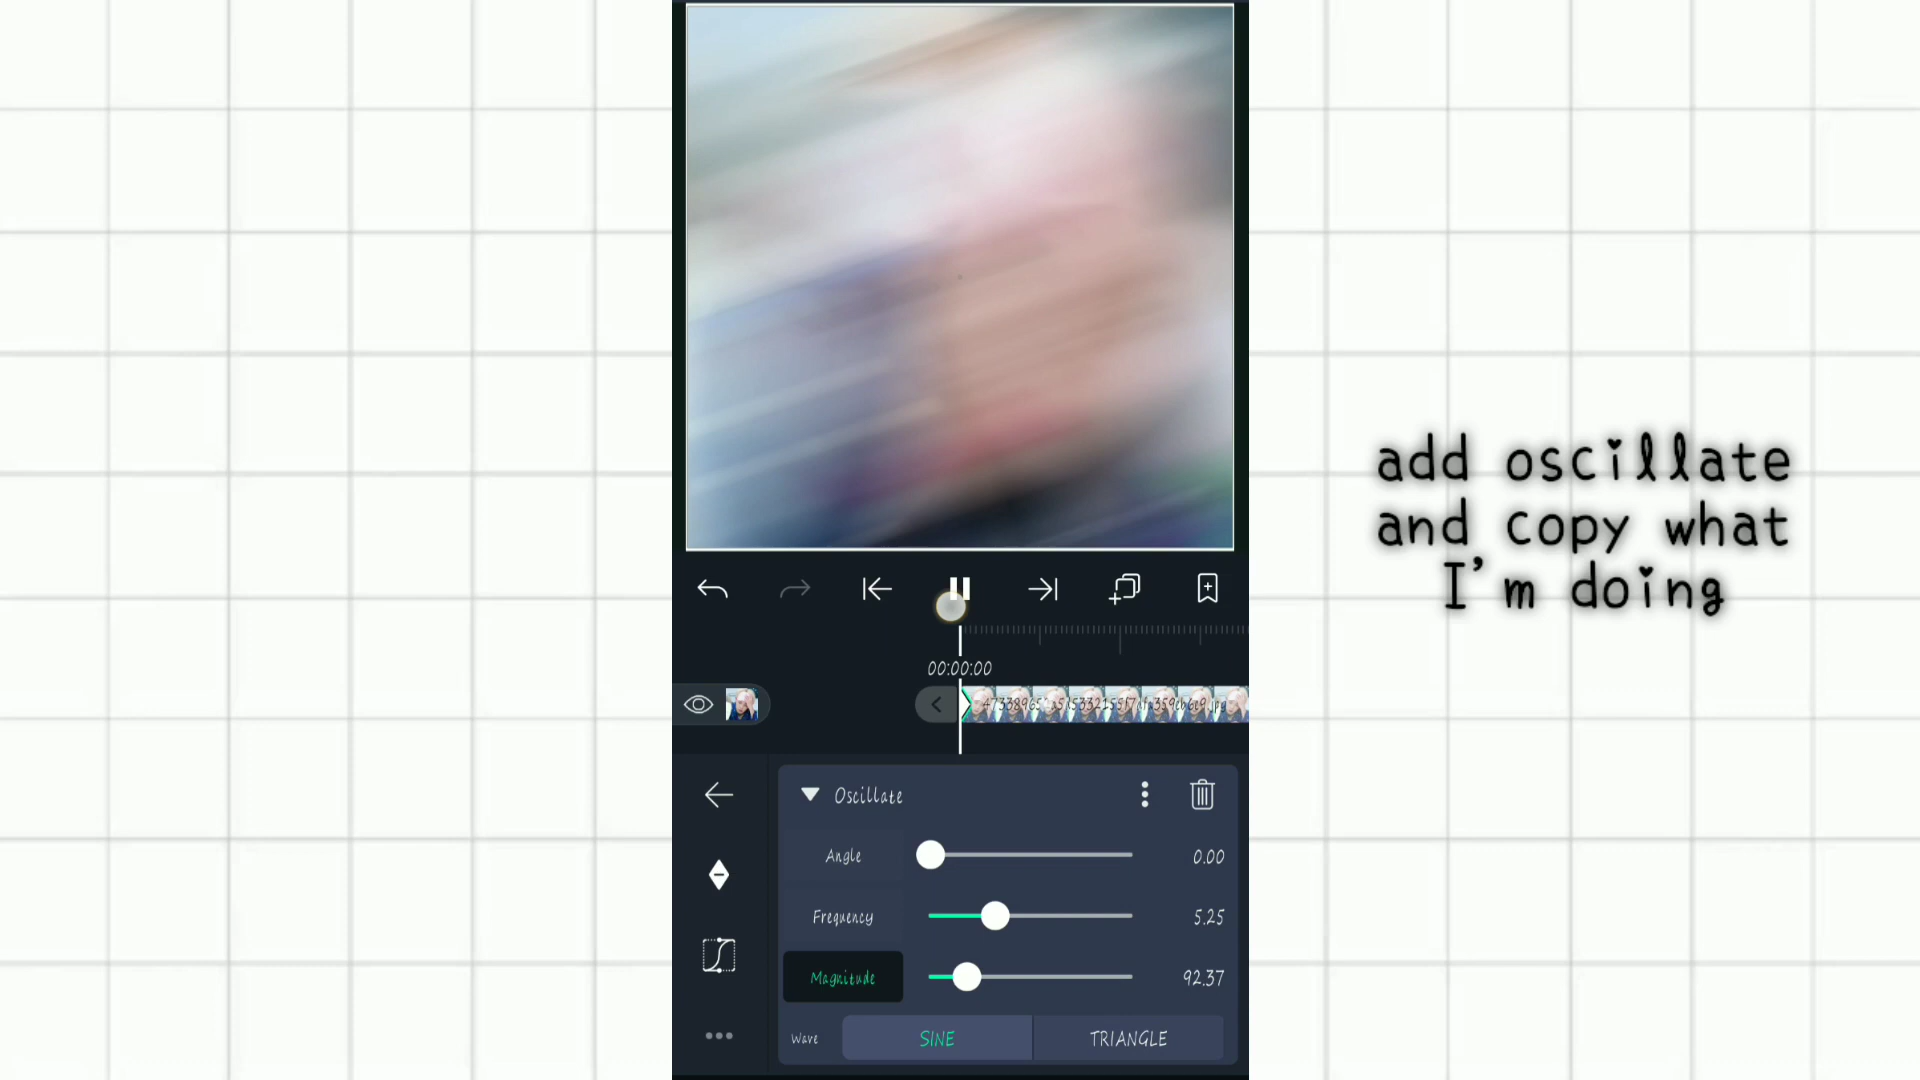 add oscillate
and copy what
I'm doing
00:00:00
Oscillate
Angle
0.00
Frequency
5.25
Magnitude
92.37
Wave
SINE
TRIANGLE